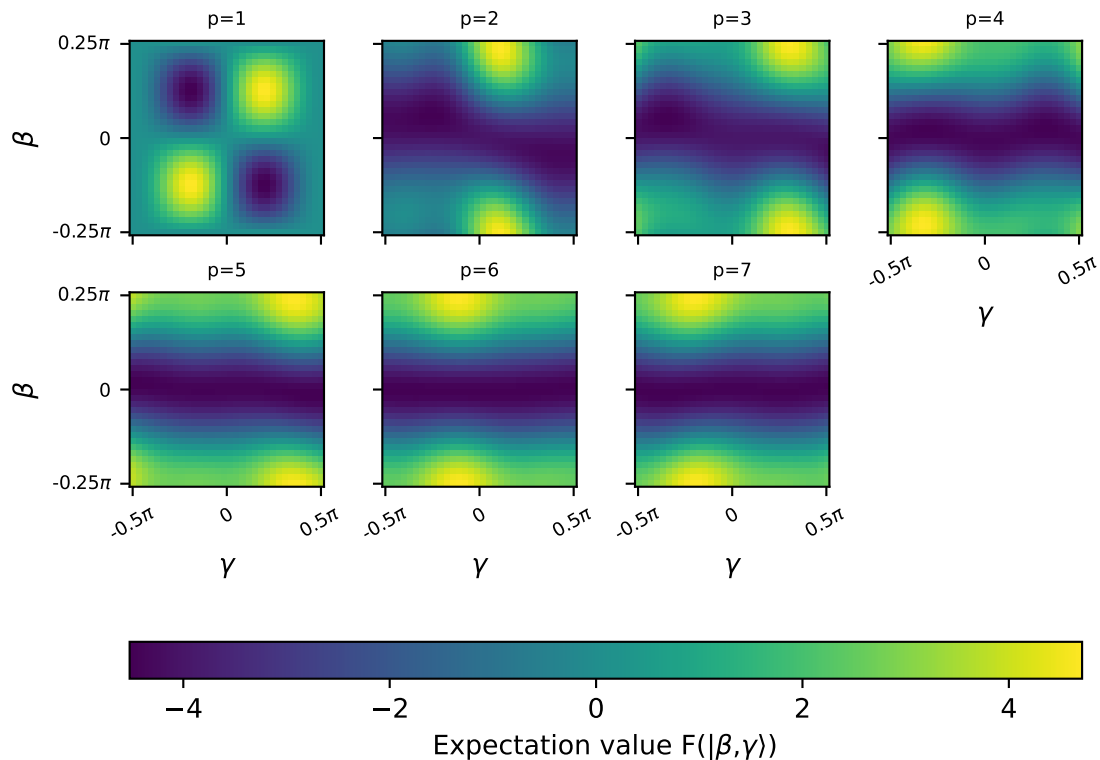 p=1
p=2
p=3
p=4
0.25π
β
0
-0.25π
-0.5π
0
0.5π
γ
p=5
p=6
p=7
0.25π
β
0
-0.25π
-0.5π
0
0.5π
-0.5π
0
0.5π
-0.5π
0
0.5π
γ
γ
γ
−4
−2
0
2
4
Expectation value F(|β,γ⟩)